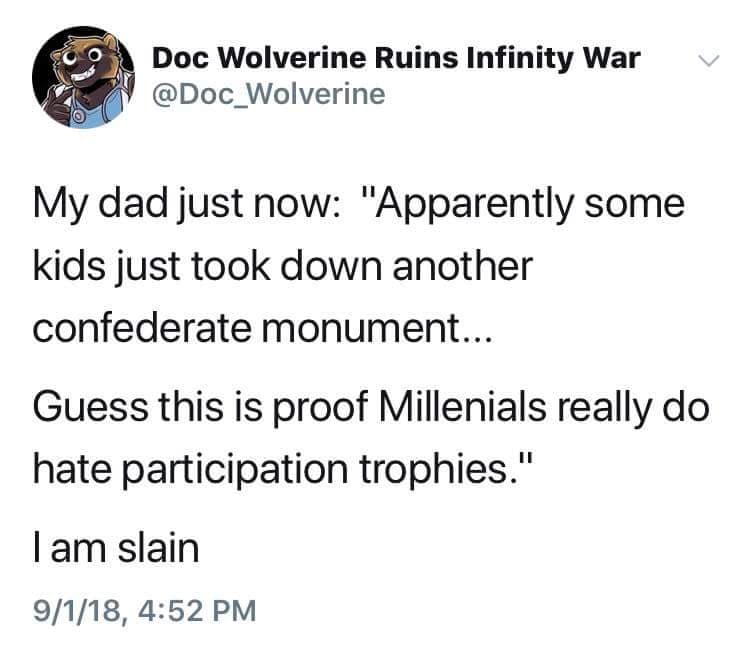 Doc Wolverine Ruins Infinity War
@Doc_Wolverine
My dad just now:  "Apparently some
kids just took down another
confederate monument...
Guess this is proof Millenials really do
hate participation trophies."
I am slain
9/1/18, 4:52 PM